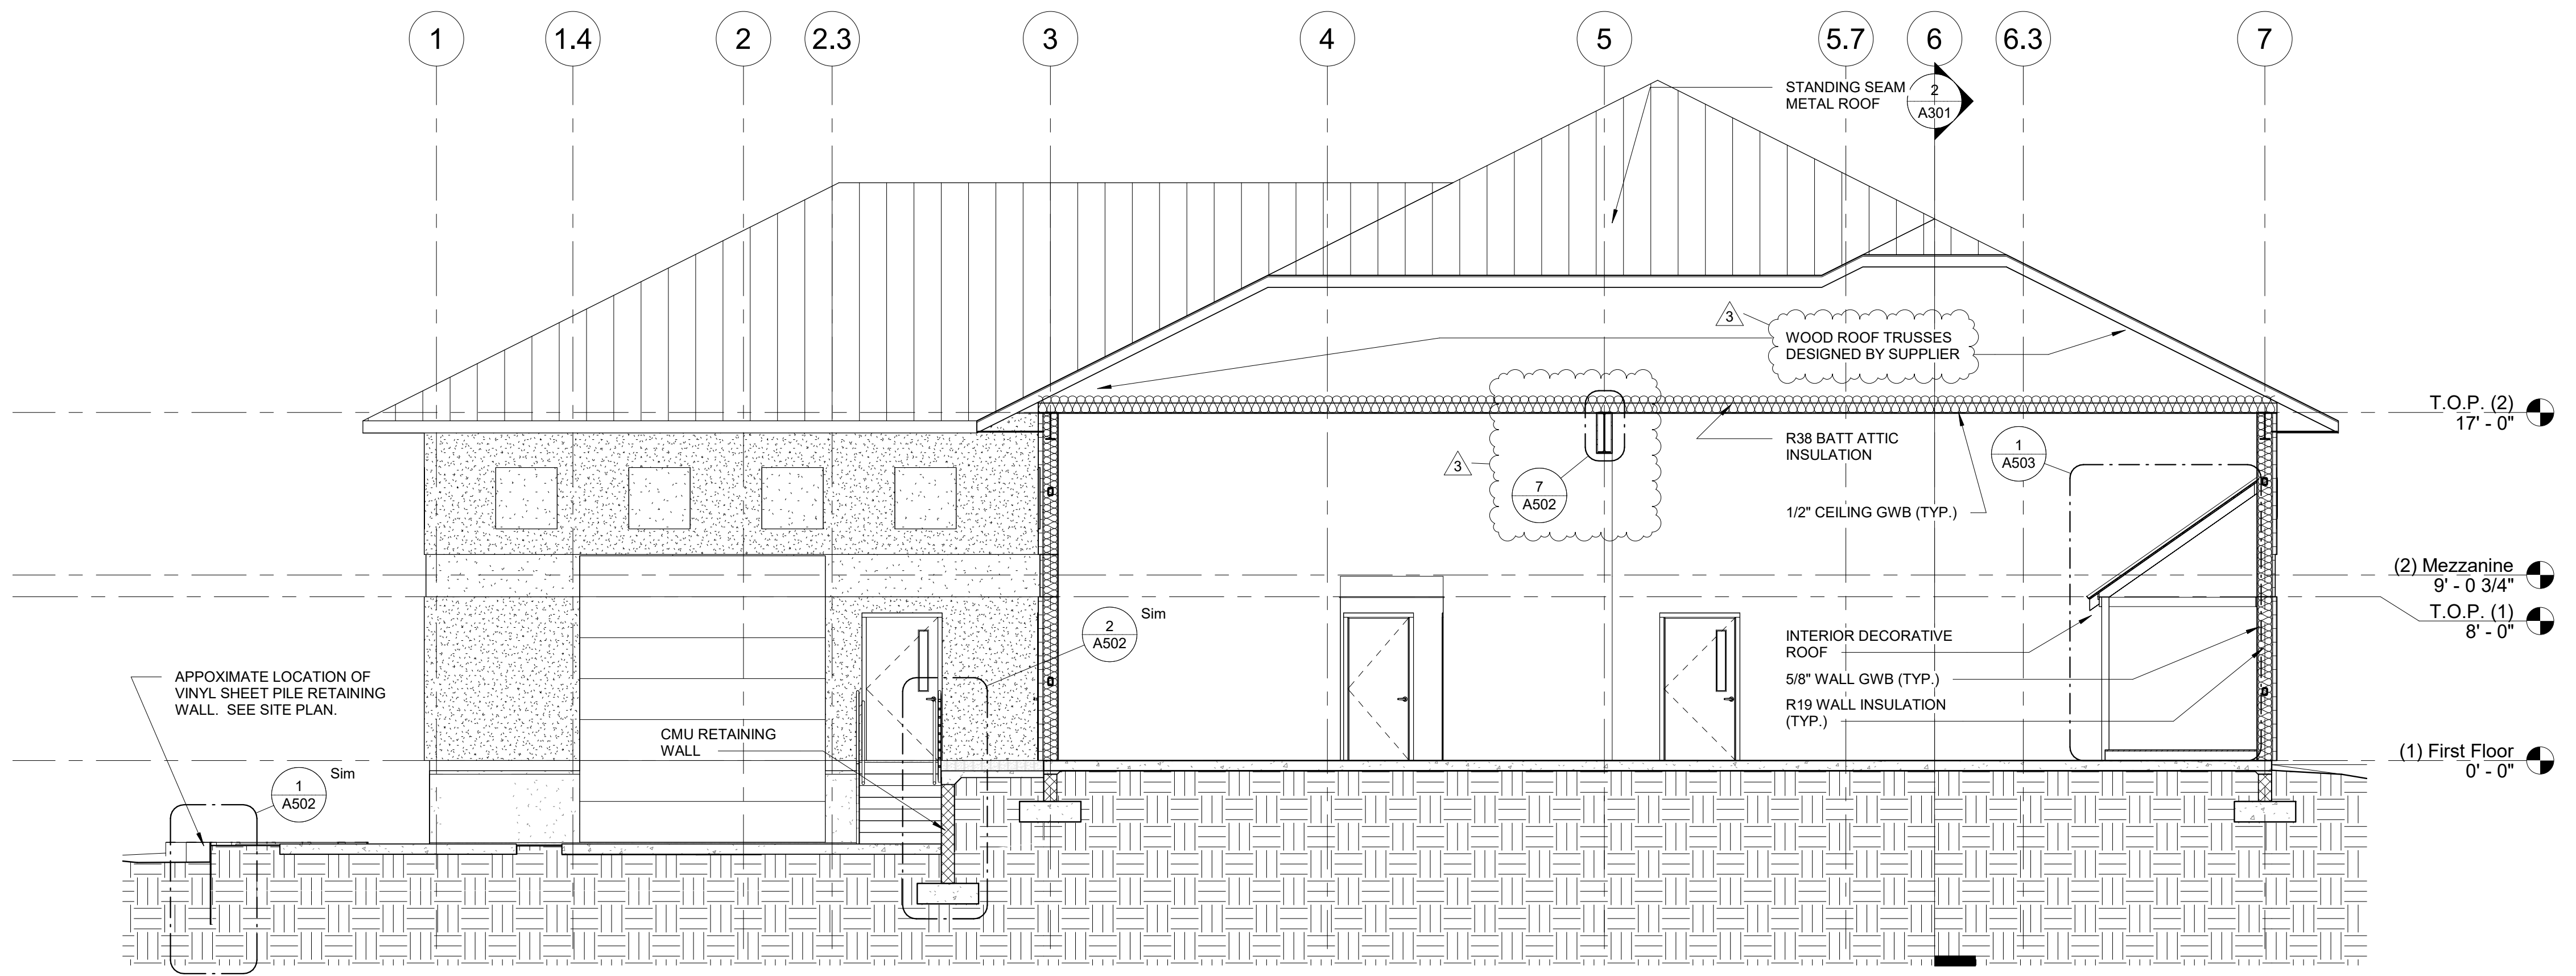 1
1.4
2
2.3
3
4
5
5.7
6
6.3
7
STANDING SEAM
METAL ROOF
2
A301
3
WOOD ROOF TRUSSES
DESIGNED BY SUPPLIER
T.O.P. (2)
17' - 0"
R38 BATT ATTIC
INSULATION
1
A503
3
7
A502
1/2" CEILING GWB (TYP.)
(2) Mezzanine
9' - 0 3/4"
T.O.P. (1)
8' - 0"
2
A502
Sim
INTERIOR DECORATIVE
ROOF
5/8" WALL GWB (TYP.)
R19 WALL INSULATION
(TYP.)
APPOXIMATE LOCATION OF
VINYL SHEET PILE RETAINING
WALL. SEE SITE PLAN.
CMU RETAINING
WALL
(1) First Floor
0' - 0"
1
A502
Sim